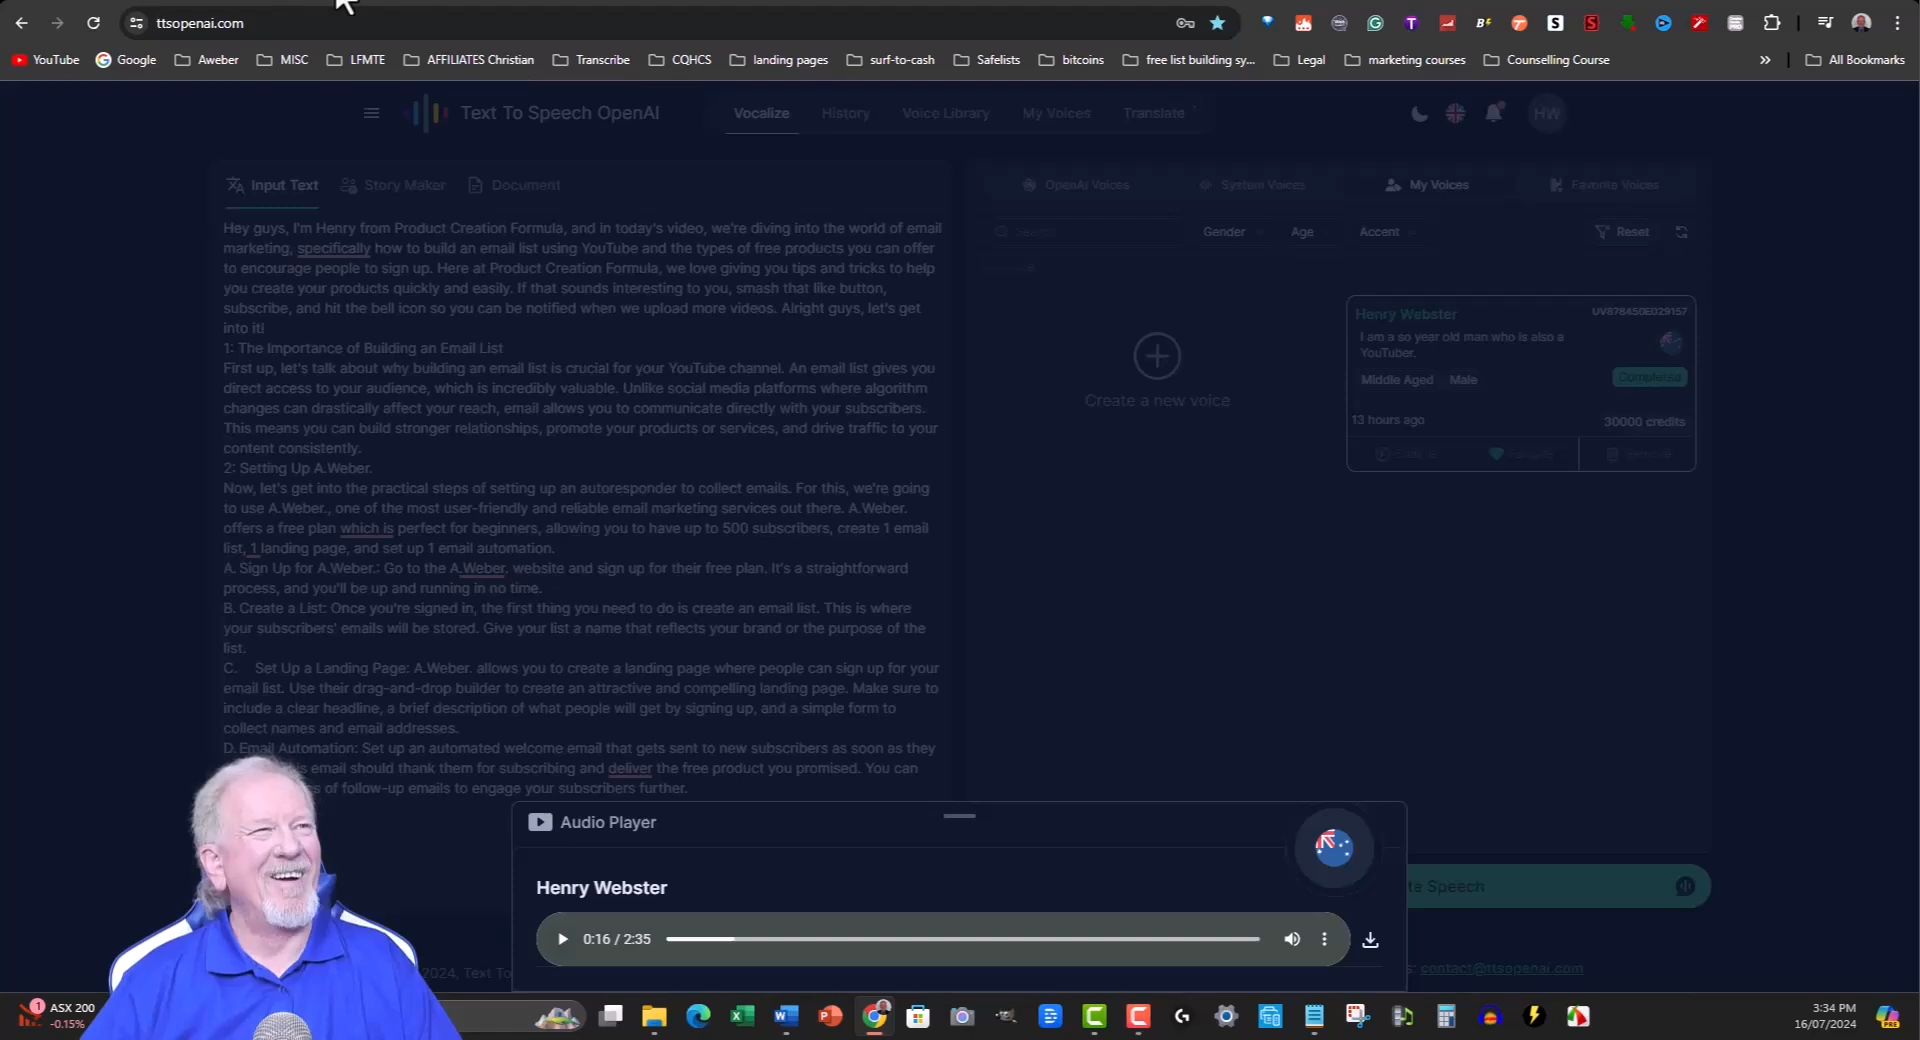 ttsopenai.com
YouTube Google Aweber MISC LFMTE AFFILIATES Christian Transcribe CQHCS landing pages surf-to-cash Safelists bitcoins free list building sy... Legal marketing courses Counselling Course » All Bookmarks
Text To Speech OpenAI Vocalize History Voice Library My Voices Translate HW
Input Text Story Maker Document
Hey guys, I'm Henry from Product Creation Formula, and in today's video, we're diving into the world of email
marketing, specifically how to build an email list using YouTube and the types of free products you can offer
to encourage people to sign up. Here at Product Creation Formula, we love giving you tips and tricks to help
you create your products quickly and easily. If that sounds interesting to you, smash that like button,
subscribe, and hit the bell icon so you can be notified when we upload more videos. Alright guys, let's get
into it!
1: The Importance of Building an Email List
First up, let's talk about why building an email list is crucial for your YouTube channel. An email list gives you
direct access to your audience, which is incredibly valuable. Unlike social media platforms where algorithm
changes can drastically affect your reach, email allows you to communicate directly with your subscribers.
This means you can build stronger relationships, promote your products or services, and drive traffic to your
content consistently.
2: Setting Up A.Weber.
Now, let's get into the practical steps of setting up an autoresponder to collect emails. For this, we're going
to use A.Weber., one of the most user-friendly and reliable email marketing services out there. A.Weber.
offers a free plan which is perfect for beginners, allowing you to have up to 500 subscribers, create 1 email
list, 1 landing page, and set up 1 email automation.
A. Sign Up for A.Weber.: Go to the A.Weber. website and sign up for their free plan. It's a straightforward
process, and you'll be up and running in no time.
B. Create a List: Once you're signed in, the first thing you need to do is create an email list. This is where
your subscribers' emails will be stored. Give your list a name that reflects your brand or the purpose of the
list.
C. Set Up a Landing Page: A.Weber. allows you to create a landing page where people can sign up for your
email list. Use their drag-and-drop builder to create an attractive and compelling landing page. Make sure to
include a clear headline, a brief description of what people will get by signing up, and a simple form to
collect names and email addresses.
D. Email Automation: Set up an automated welcome email that gets sent to new subscribers as soon as they
email should thank them for subscribing and deliver the free product you promised. You can
of follow-up emails to engage your subscribers further.
OpenAI Voices System Voices My Voices Favorite Voices
Search Gender Age Accent Reset
Create a new voice
Henry Webster UV878450E029157
I am a so year old man who is also a
YouTuber.
Middle Aged Male Completed
13 hours ago 30000 credits
Favorite Remove
Audio Player
Henry Webster
0:16 / 2:35
Speech
2024, Text To
contact@ttsopenai.com
1 ASX 200
-0.15%
3:34 PM
16/07/2024
PRE